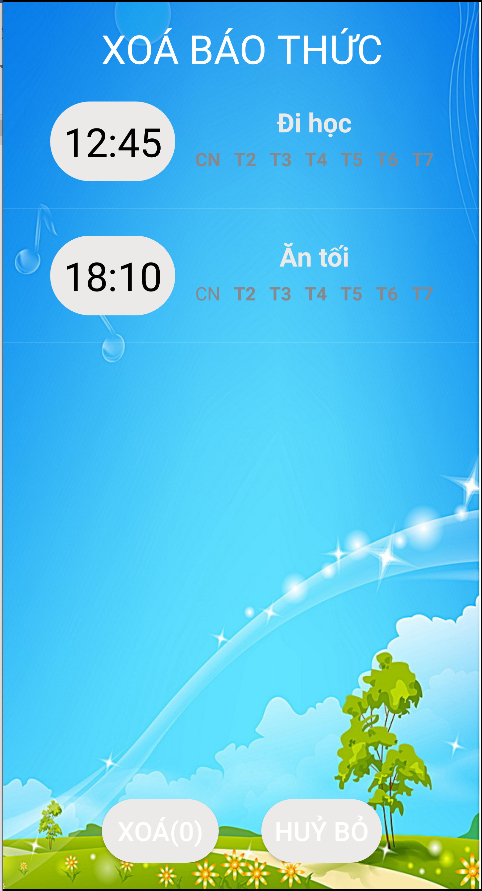 XOÁ BÁO THỨC
12:45
Đi học
CN T2 T3 T4 T5 T6 T7
18:10
Ăn tối
CN T2 T3 T4 T5 T6 T7
XOÁ(0) HUỶ BỎ